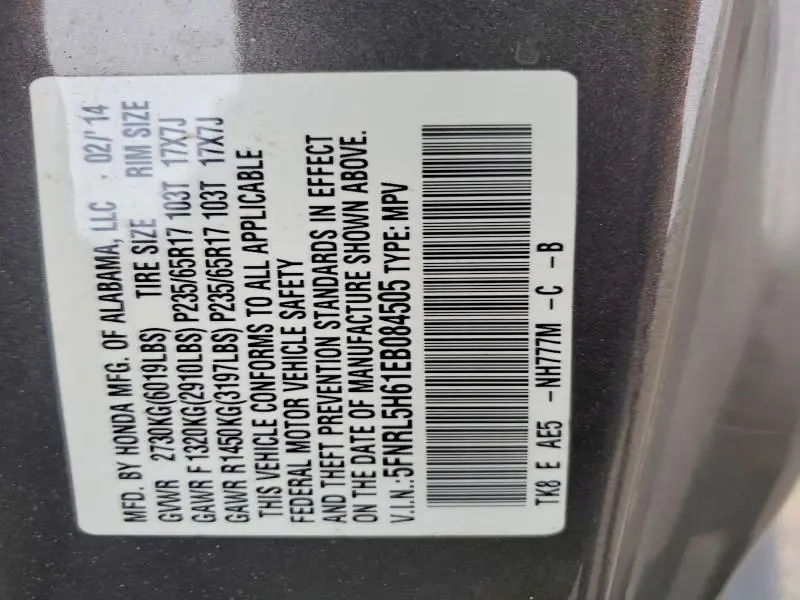 MFD. BY HONDA MFG. OF ALABAMA, LLC . 02/'14
GVWR 2730KG(6019LBS) TIRE SIZE RIM SIZE
GAWR F 1320KG(2910LBS) P235/65R17 103T 17X7J
GAWR R1450KG(3197LBS) P235/65R17 103T 17X7J
THIS VEHICLE CONFORMS TO ALL APPLICABLE
FEDERAL MOTOR VEHICLE SAFETY
AND THEFT PREVENTION STANDARDS IN EFFECT
ON THE DATE OF MANUFACTURE SHOWN ABOVE.
V.I.N.:5FNRL5H61EB084505 TYPE: MPV
TK8 E AE5 -NH777M -C -B